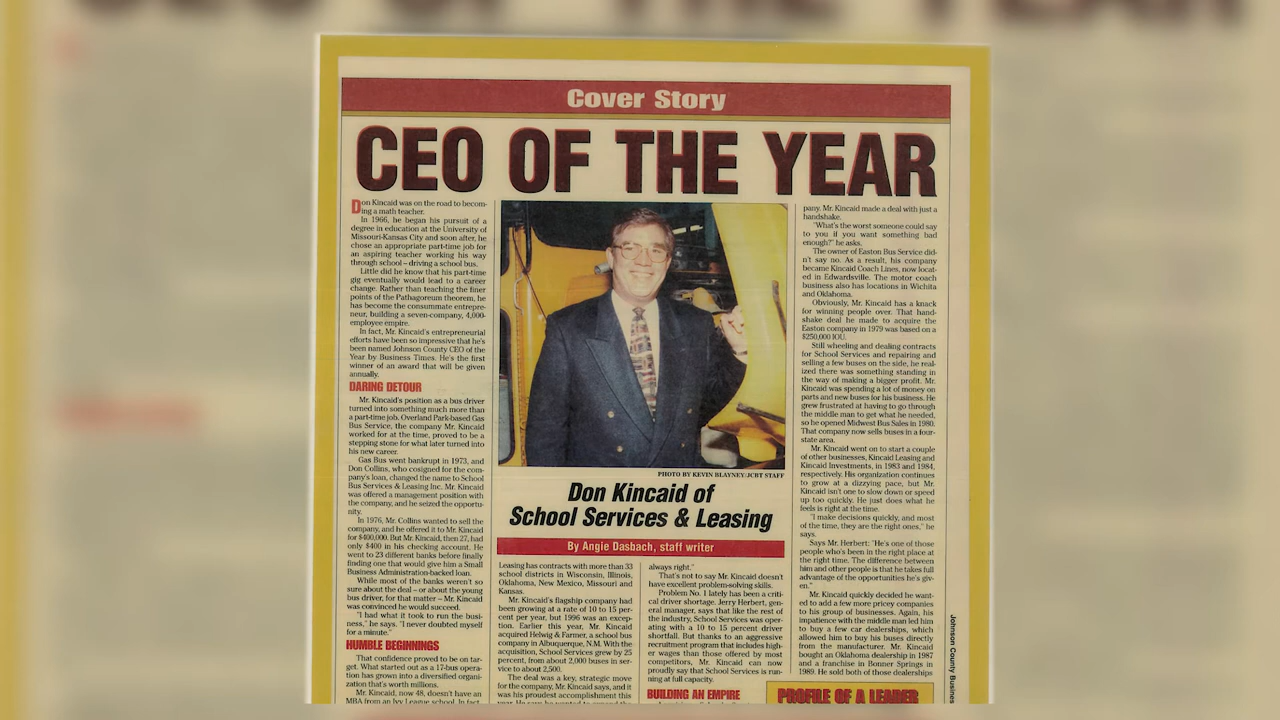 Cover Story
CEO OF THE YEAR
Don Kincaid was on the road to becom-
ing a math teacher.
In 1966, he began his pursuit of a
degree in education at the University of
Missouri-Kansas City and soon after, he
chose an appropriate part-time job for
an aspiring teacher working his way
through school – driving a school bus.
Little did he know that his part-time
gig eventually would lead to a career
change. Rather than teaching the finer
points of the Pathagoreum theorem, he
has become the consummate entrepre-
neur, building a seven-company, 4,000-
employee empire.
In fact, Mr. Kincaid's entrepreneurial
efforts have been so impressive that he's
been named Johnson County CEO of the
Year by Business Times. He's the first
winner of an award that will be given
annually.
DARING DETOUR
Mr. Kincaid's position as a bus driver
turned into something much more than
a part-time job. Overland Park-based Gas
Bus Service, the company Mr. Kincaid
worked for at the time, proved to be a
stepping stone for what later turned into
his new career.
Gas Bus went bankrupt in 1973, and
Don Collins, who cosigned for the com-
pany's loan, changed the name to School
Bus Services & Leasing Inc. Mr. Kincaid
was offered a management position with
the company, and he seized the opportu-
nity.
In 1976, Mr. Collins wanted to sell the
company, and he offered it to Mr. Kincaid
for $400,000. But Mr. Kincaid, then 27, had
only $400 in his checking account. He
went to 23 different banks before finally
finding one that would give him a Small
Business Administration-backed loan.
While most of the banks weren't so
sure about the deal – or about the young
bus driver, for that matter – Mr. Kincaid
was convinced he would succeed.
"I had what it took to run the busi-
ness," he says. "I never doubted myself
for a minute."
HUMBLE BEGINNINGS
That confidence proved to be on tar-
get. What started out as a 17-bus opera-
tion has grown into a diversified organi-
zation that's worth millions.
Mr. Kincaid, now 48, doesn't have an
MBA from an Ivy League school. In fact,
PHOTO BY KEVIN BLAYNEY/JCBT STAFF
Don Kincaid of
School Services & Leasing
By Angie Dasbach, staff writer
Leasing has contracts with more than 33
school districts in Wisconsin, Illinois,
Oklahoma, New Mexico, Missouri and
Kansas.
Mr. Kincaid's flagship company had
been growing at a rate of 10 to 15 per-
cent per year, but 1996 was an excep-
tion. Earlier this year, Mr. Kincaid
acquired Helwig & Farmer, a school bus
company in Albuquerque, N.M. With the
acquisition, School Services grew by 25
percent, from about 2,000 buses in ser-
vice to about 2,500.
The deal was a key, strategic move
for the company, Mr. Kincaid says, and it
was his proudest accomplishment this
year. He says he wanted to expand the
always right."
That's not to say Mr. Kincaid doesn't
have excellent problem-solving skills.
Problem No. 1 lately has been a criti-
cal driver shortage. Jerry Herbert, gen-
eral manager, says that like the rest of
the industry, School Services was oper-
ating with a 10 to 15 percent driver
shortfall. But thanks to an aggressive
recruitment program that includes high-
er wages than those offered by most
competitors, Mr. Kincaid can now
proudly say that School Services is run-
ning at full capacity.
BUILDING AN EMPIRE
pany. Mr. Kincaid made a deal with just a
handshake.
"What's the worst someone could say
to you if you want something bad
enough?" he asks.
The owner of Easton Bus Service did-
n't say no. As a result, his company
became Kincaid Coach Lines, now locat-
ed in Edwardsville. The motor coach
business also has locations in Wichita
and Oklahoma.
Obviously, Mr. Kincaid has a knack
for winning people over. That hand-
shake deal he made to acquire the
Easton company in 1979 was based on a
$250,000 IOU.
Still wheeling and dealing contracts
for School Services and repairing and
selling a few buses on the side, he real-
ized there was something standing in
the way of making a bigger profit. Mr.
Kincaid was spending a lot of money on
parts and new buses for his business. He
grew frustrated at having to go through
the middle man to get what he needed,
so he opened Midwest Bus Sales in 1980.
That company now sells buses in a four-
state area.
Mr. Kincaid went on to start a couple
of other businesses, Kincaid Leasing and
Kincaid Investments, in 1983 and 1984,
respectively. His organization continues
to grow at a dizzying pace, but Mr.
Kincaid isn't one to slow down or speed
up too quickly. He just does what he
feels is right at the time.
"I make decisions quickly, and most
of the time, they are the right ones," he
says.
Says Mr. Herbert: "He's one of those
people who's been in the right place at
the right time. The difference between
him and other people is that he takes full
advantage of the opportunities he's giv-
en."
Mr. Kincaid quickly decided he want-
ed to add a few more pricey companies
to his group of businesses. Again, his
impatience with the middle man led him
to buy a few car dealerships, which
allowed him to buy his buses directly
from the manufacturer. Mr. Kincaid
bought an Oklahoma dealership in 1987
and a franchise in Bonner Springs in
1989. He sold both of those dealerships
PROFILE OF A LEADER
Johnson County Busines